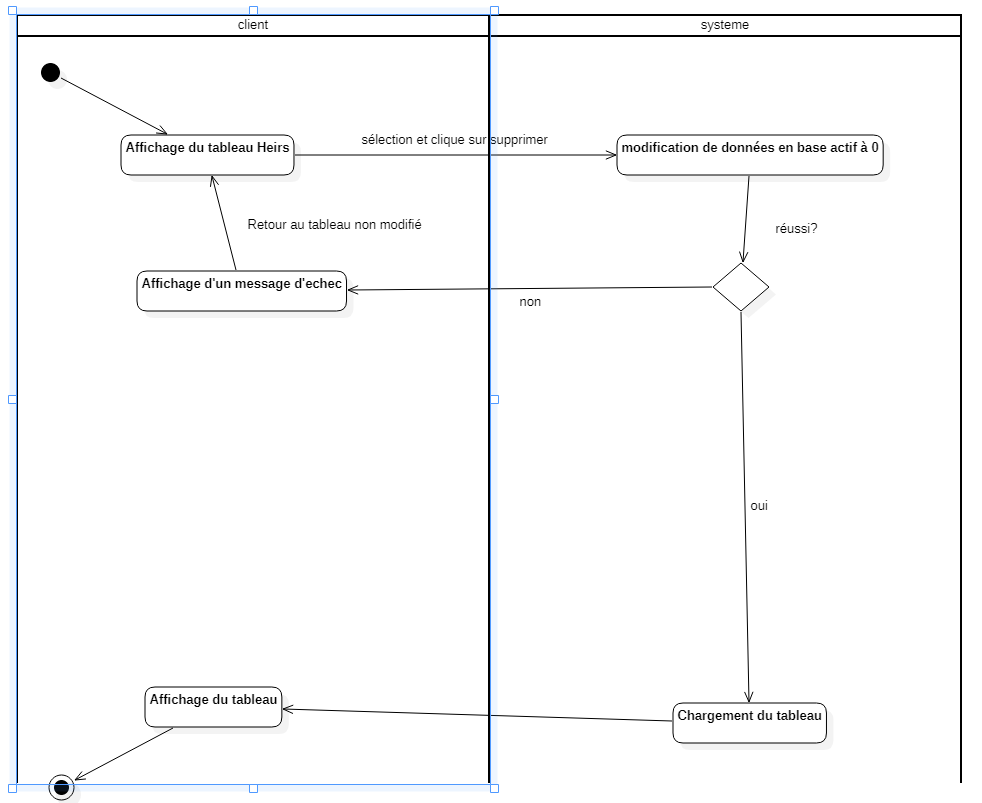 client
systeme
Affichage du tableau Heirs
sélection et clique sur supprimer
modification de données en base actif à 0
Retour au tableau non modifié
réussi?
Affichage d'un message d'echec
non
oui
Affichage du tableau
Chargement du tableau